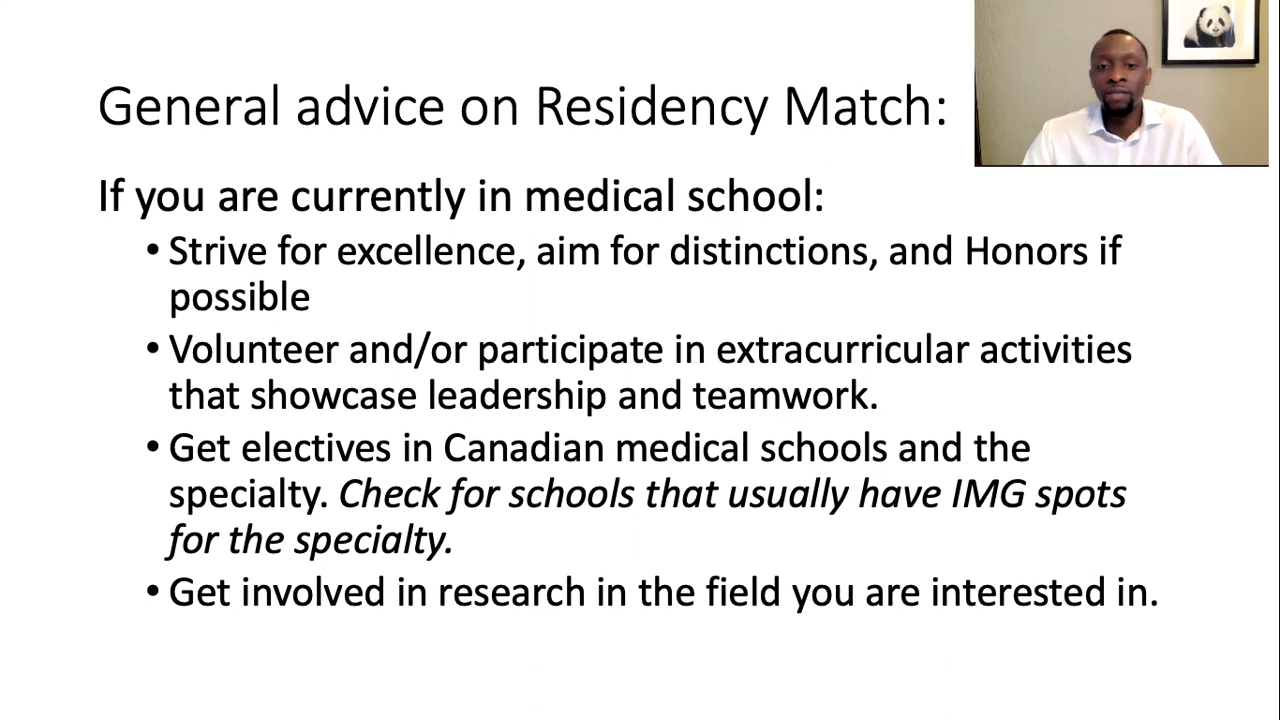 General advice on Residency Match:
If you are currently in medical school:
• Strive for excellence, aim for distinctions, and Honors if
possible
• Volunteer and/or participate in extracurricular activities
that showcase leadership and teamwork.
• Get electives in Canadian medical schools and the
specialty. Check for schools that usually have IMG spots
for the specialty.
• Get involved in research in the field you are interested in.